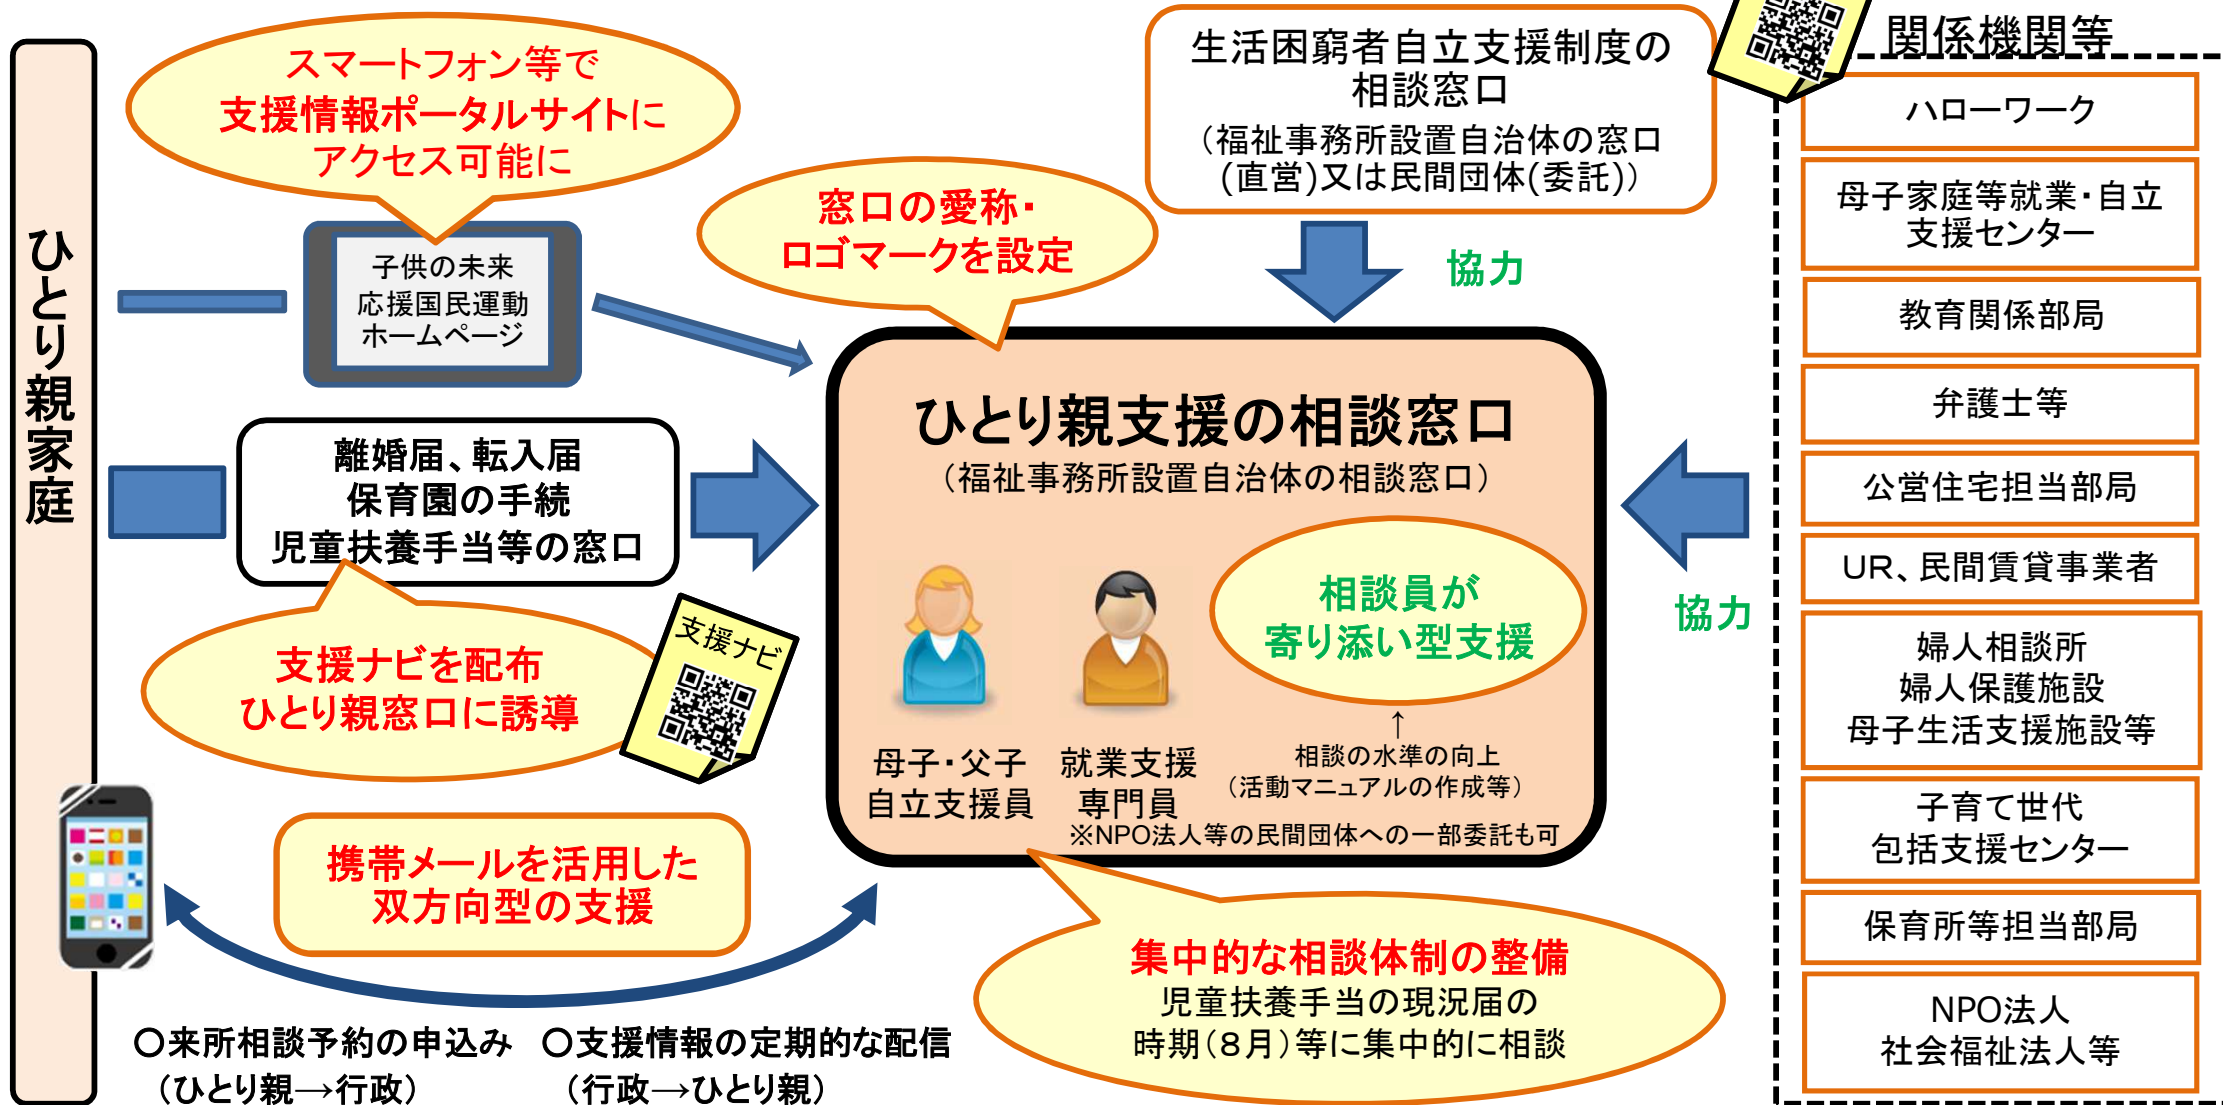 ひとり親家庭
スマートフォン等で
支援情報ポータルサイトに
アクセス可能に
子供の未来
応援国民運動
ホームページ
離婚届、転入届
保育園の手続
児童扶養手当等の窓口
支援ナビを配布
ひとり親窓口に誘導
支援ナビ
携帯メールを活用した
双方向型の支援
○来所相談予約の申込み
(ひとり親→行政)
○支援情報の定期的な配信
(行政→ひとり親)
窓口の愛称・
ロゴマークを設定
生活困窮者自立支援制度の
相談窓口
(福祉事務所設置自治体の窓口
(直営)又は民間団体(委託))
協力
ひとり親支援の相談窓口
(福祉事務所設置自治体の相談窓口)
相談員が
寄り添い型支援
↑
相談の水準の向上
(活動マニュアルの作成等)
母子・父子
自立支援員
就業支援
専門員
※NPO法人等の民間団体への一部委託も可
集中的な相談体制の整備
児童扶養手当の現況届の
時期(8月)等に集中的に相談
協力
関係機関等
ハローワーク
母子家庭等就業・自立
支援センター
教育関係部局
弁護士等
公営住宅担当部局
UR、民間賃貸事業者
婦人相談所
婦人保護施設
母子生活支援施設等
子育て世代
包括支援センター
保育所等担当部局
NPO法人
社会福祉法人等